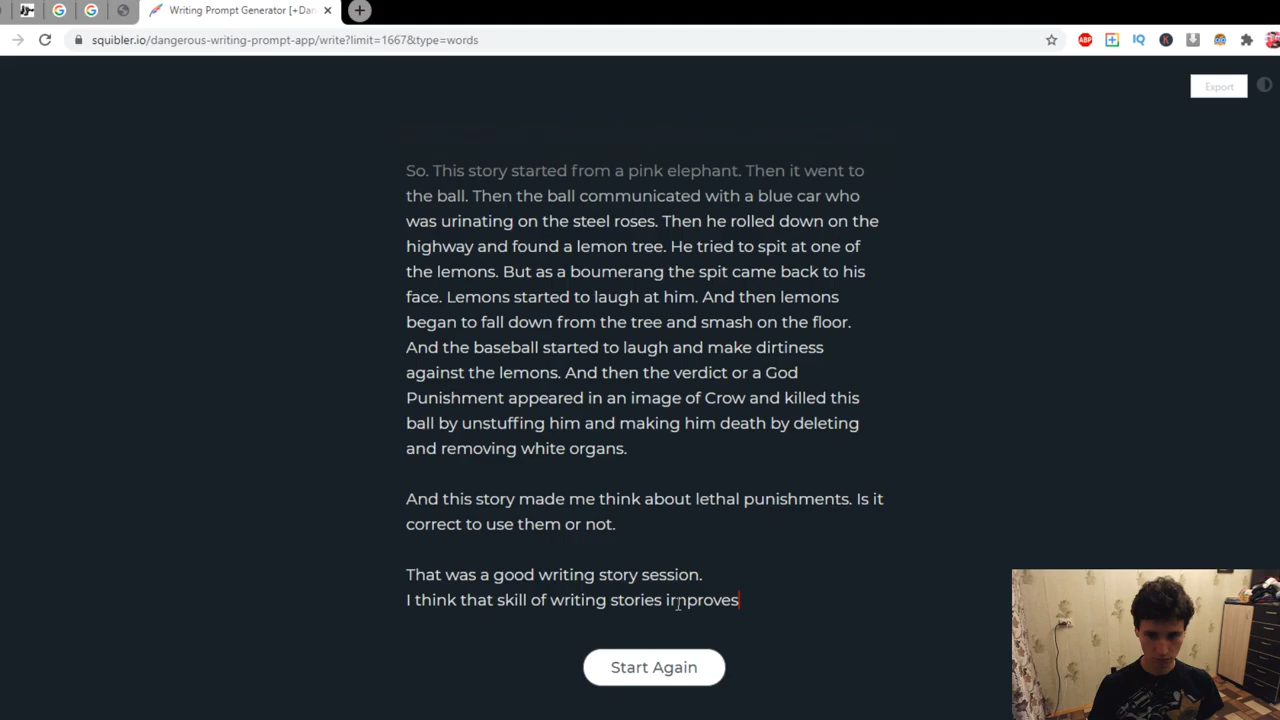 Writing Prompt Generator [+Dan
squibler.io/dangerous-writing-prompt-app/write?limit=1667&type=words
ABP
IQ
K
Export
So. This story started from a pink elephant. Then it went to
the ball. Then the ball communicated with a blue car who
was urinating on the steel roses. Then he rolled down on the
highway and found a lemon tree. He tried to spit at one of
the lemons. But as a boumerang the spit came back to his
face. Lemons started to laugh at him. And then lemons
began to fall down from the tree and smash on the floor.
And the baseball started to laugh and make dirtiness
against the lemons. And then the verdict or a God
Punishment appeared in an image of Crow and killed this
ball by unstuffing him and making him death by deleting
and removing white organs.
And this story made me think about lethal punishments. Is it
correct to use them or not.
That was a good writing story session.
I think that skill of writing stories improves
Start Again